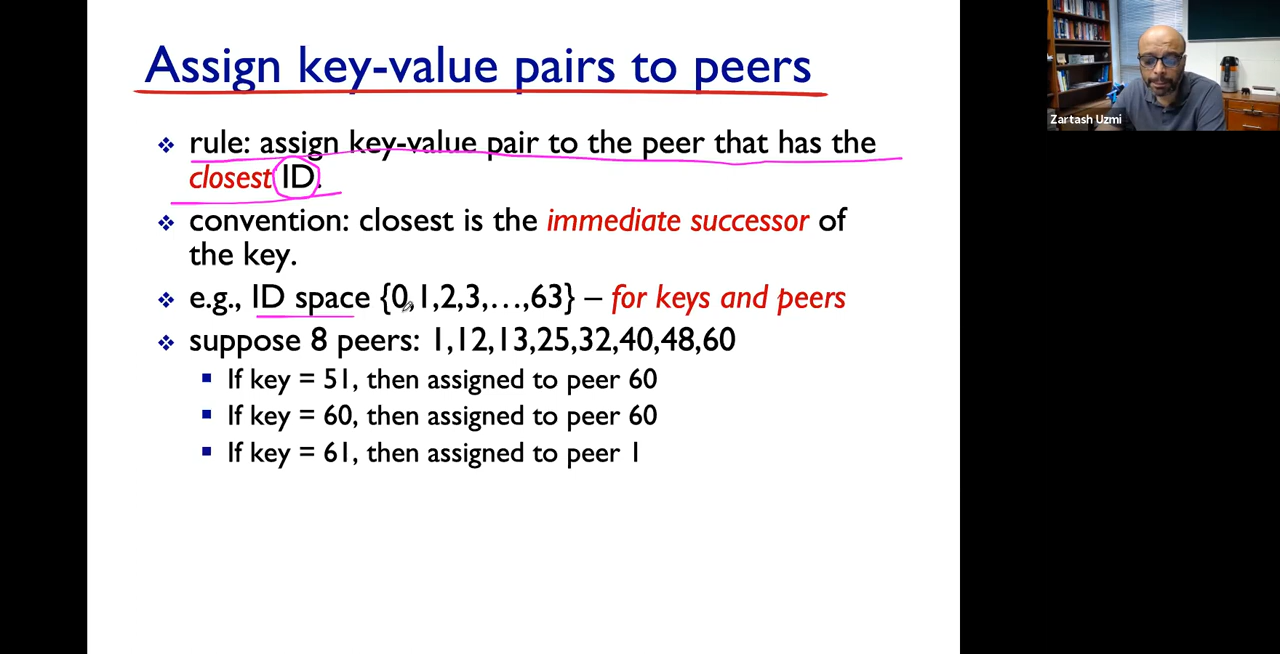 Assign key-value pairs to peers
❖ rule: assign key-value pair to the peer that has the
closest ID.
❖ convention: closest is the immediate successor of
the key.
❖ e.g., ID space {0,1,2,3,…,63} – for keys and peers
❖ suppose 8 peers: 1,12,13,25,32,40,48,60
▪ If key = 51, then assigned to peer 60
▪ If key = 60, then assigned to peer 60
▪ If key = 61, then assigned to peer 1
Zartash Uzmi